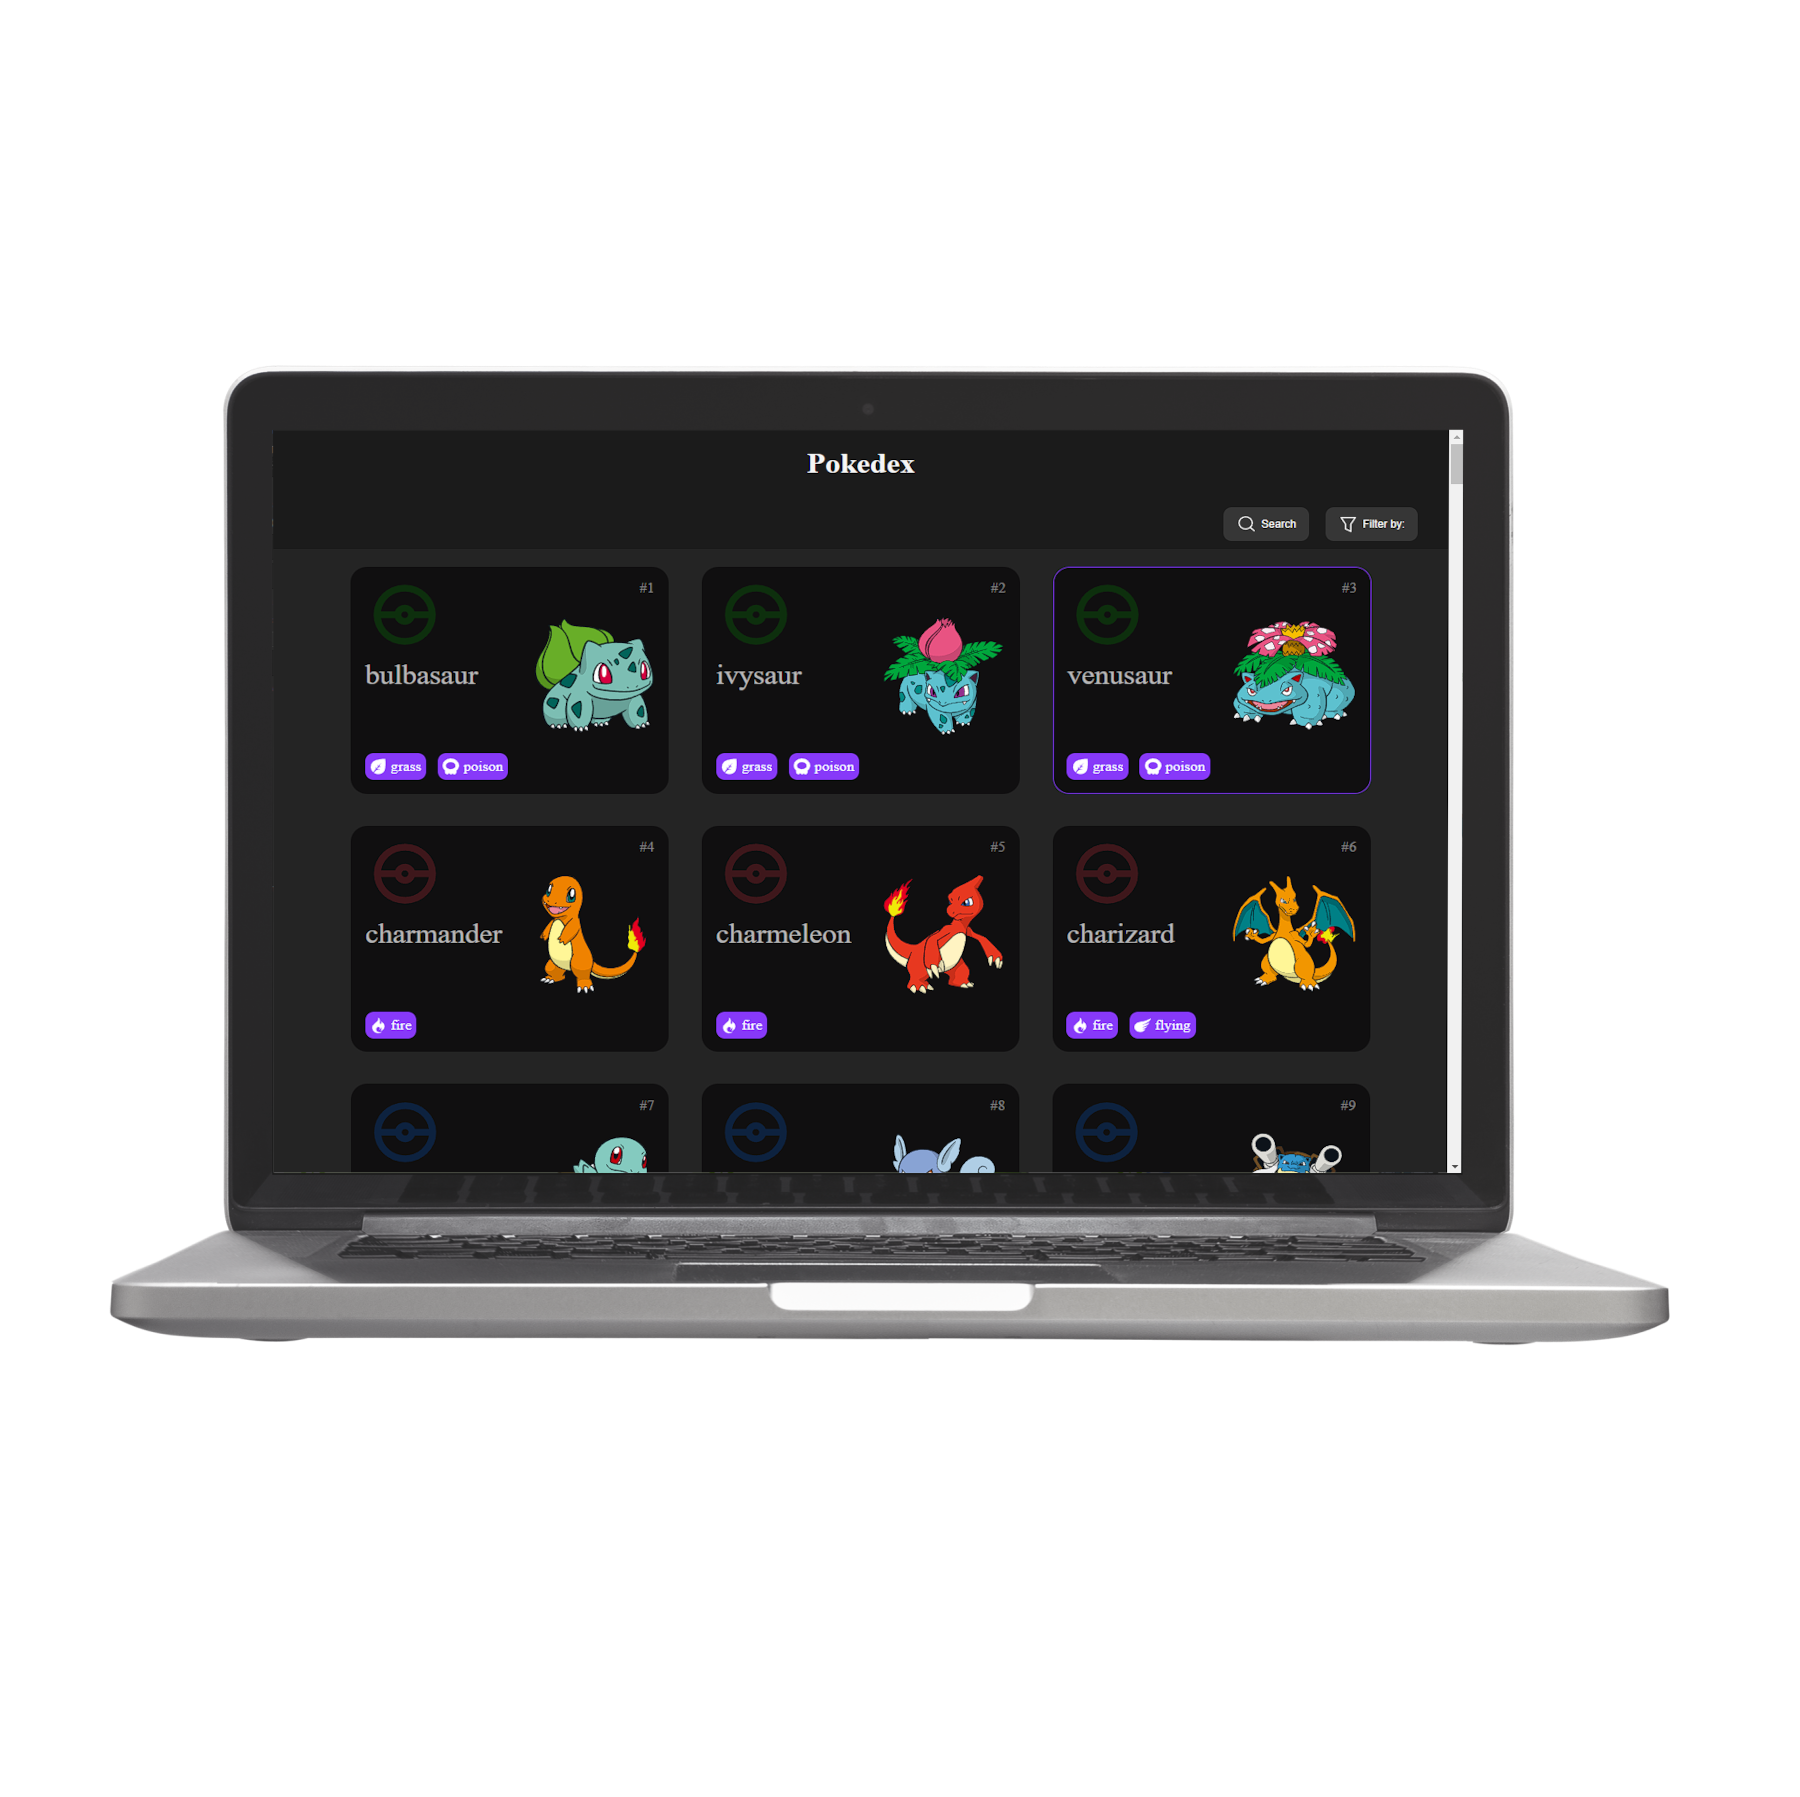 Pokedex
Search Filter by:
#1 #2 #3
bulbasaur ivysaur venusaur
grass poison grass poison grass poison
#4 #5 #6
charmander charmeleon charizard
fire fire fire flying
#7 #8 #9